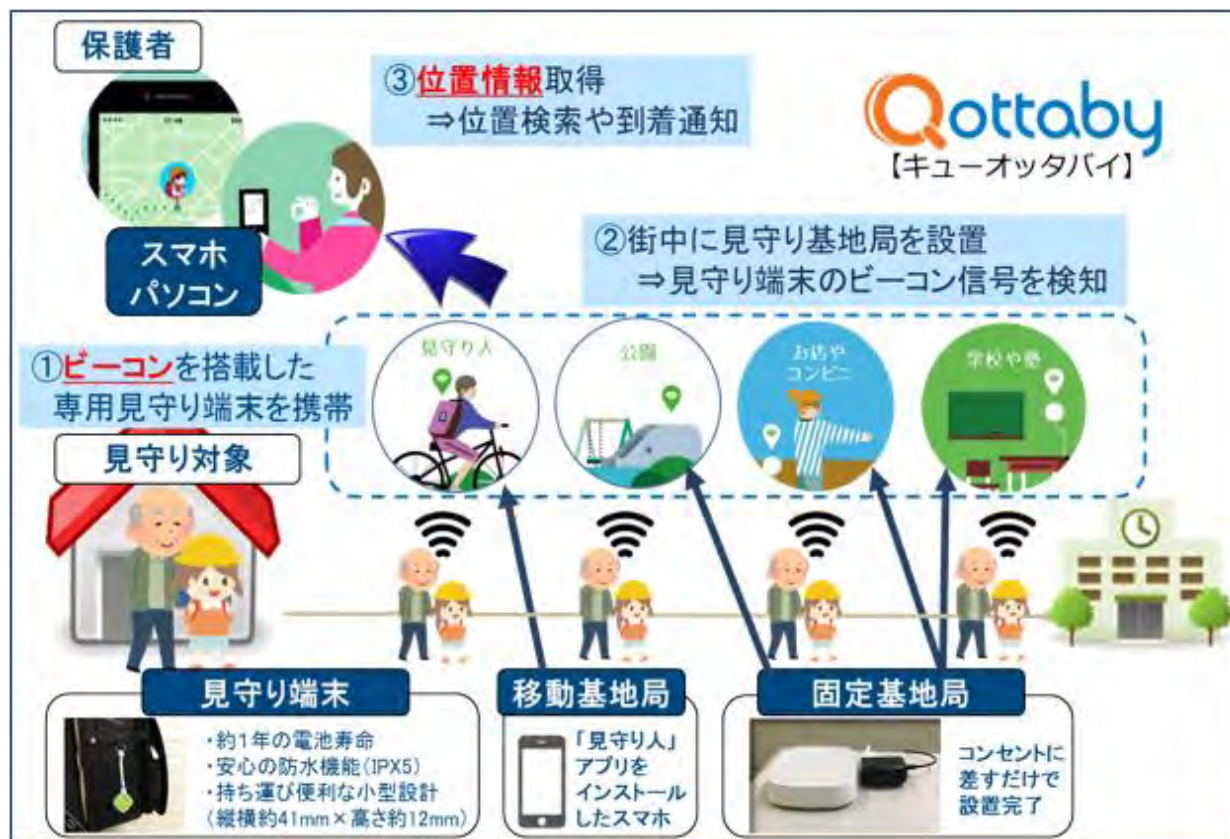 保護者
③位置情報取得
⇒位置検索や到着通知
Qottaby
【キューオッタバイ】
スマホ
パソコン
②街中に見守り基地局を設置
⇒見守り端末のビーコン信号を検知
①ビーコンを搭載した
専用見守り端末を携帯
見守り対象
見守り人
公園
お店や
コンビニ
学校や塾
見守り端末
・約1年の電池寿命
・安心の防水機能(IPX5)
・持ち運び便利な小型設計
(縦横約41mm×高さ約12mm)
移動基地局
「見守り人」
アプリを
インストール
したスマホ
固定基地局
コンセントに
差すだけで
設置完了